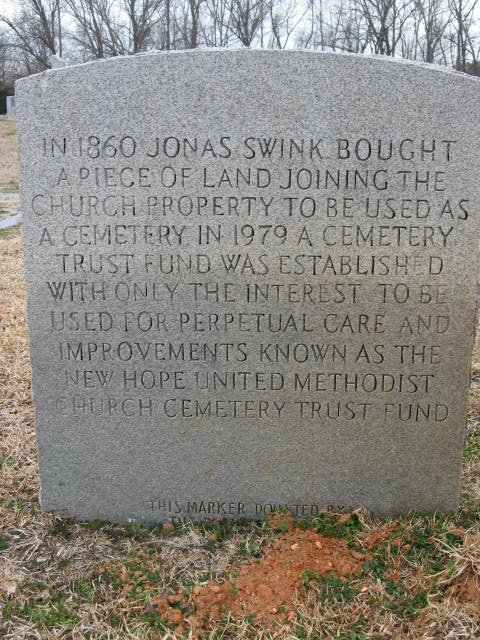 IN 1860 JONAS SWINK BOUGHT
A PIECE OF LAND JOINING THE
CHURCH PROPERTY TO BE USED AS
A CEMETERY IN 1979 A CEMETERY
TRUST FUND WAS ESTABLISHED
WITH ONLY THE INTEREST TO BE
USED FOR PERPETUAL CARE AND
IMPROVEMENTS KNOWN AS THE
NEW HOPE UNITED METHODIST
CHURCH CEMETERY TRUST FUND
THIS MARKER DONATED BY